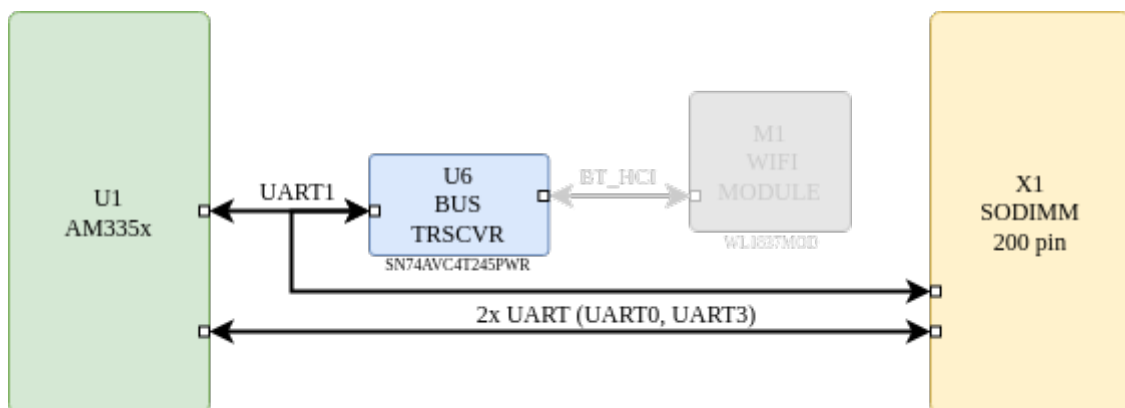 U1
AM335x
UART1
U6
BUS
TRSCVR
SN74AVC4T245PWR
BT_HCI
M1
WIFI
MODULE
WL1837MOD
X1
SODIMM
200 pin
2x UART (UART0, UART3)